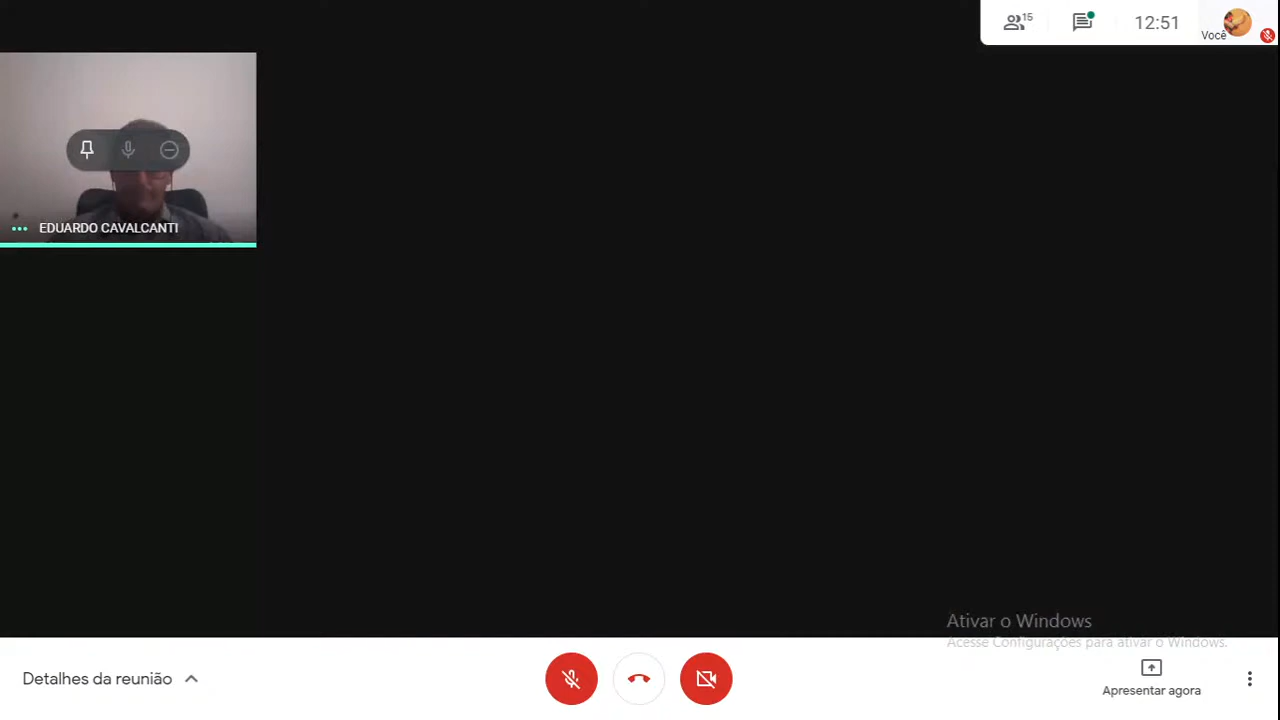 15
12:51
Você
EDUARDO CAVALCANTI
Ativar o Windows
Acesse Configurações para ativar o Windows.
Detalhes da reunião
Apresentar agora